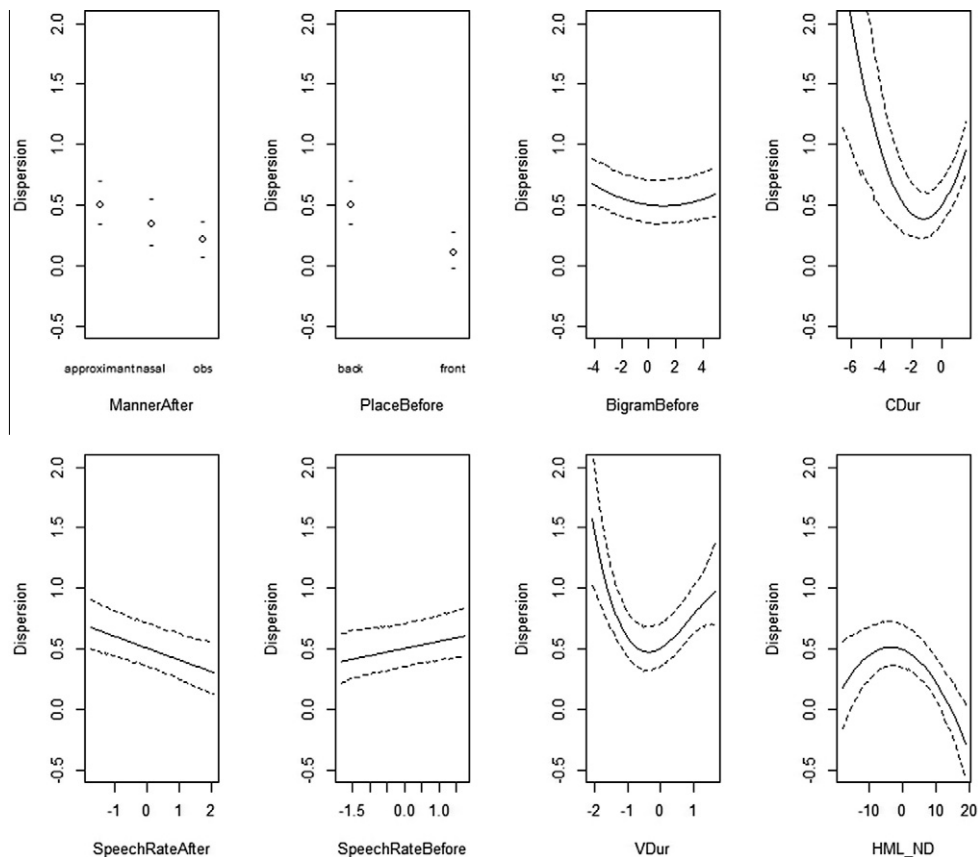 Dispersion
-0.5 0.0 0.5 1.0 1.5 2.0
approximant nasal obs
MannerAfter
Dispersion
-0.5 0.0 0.5 1.0 1.5 2.0
back front
PlaceBefore
Dispersion
-0.5 0.0 0.5 1.0 1.5 2.0
-4 -2 0 2 4
BigramBefore
Dispersion
-0.5 0.0 0.5 1.0 1.5 2.0
-6 -4 -2 0
CDur
Dispersion
-0.5 0.0 0.5 1.0 1.5 2.0
-1 0 1 2
SpeechRateAfter
Dispersion
-0.5 0.0 0.5 1.0 1.5 2.0
-1.5 0.0 1.0
SpeechRateBefore
Dispersion
-0.5 0.0 0.5 1.0 1.5 2.0
-2 -1 0 1
VDur
Dispersion
-0.5 0.0 0.5 1.0 1.5 2.0
-10 0 10 20
HML_ND